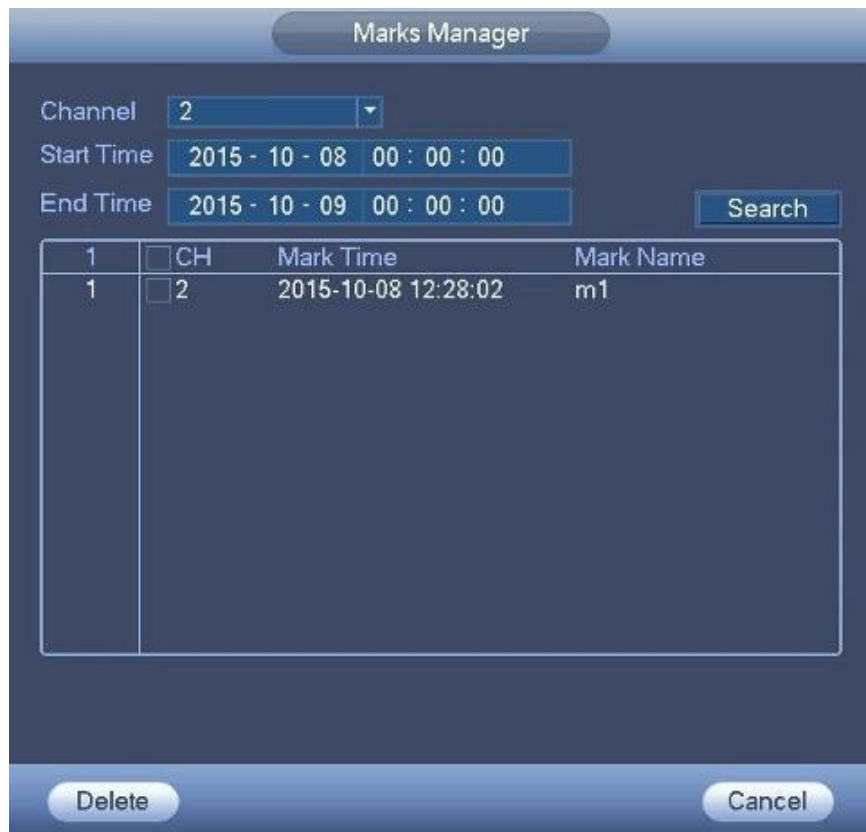 Marks Manager
Channel 2
Start Time 2015 - 10 - 08 00 : 00 : 00
End Time 2015 - 10 - 09 00 : 00 : 00 Search
1 CH Mark Time Mark Name
1 2 2015-10-08 12:28:02 m1
Delete Cancel